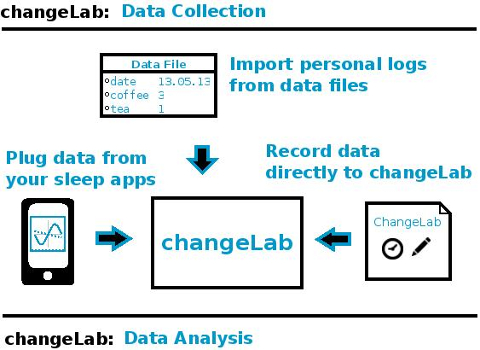 changeLab: Data Collection
Data File
date 13.05.13
coffee 3
tea 1
Import personal logs
from data files
Plug data from
your sleep apps
Record data
directly to changeLab
changeLab
ChangeLab
changeLab: Data Analysis